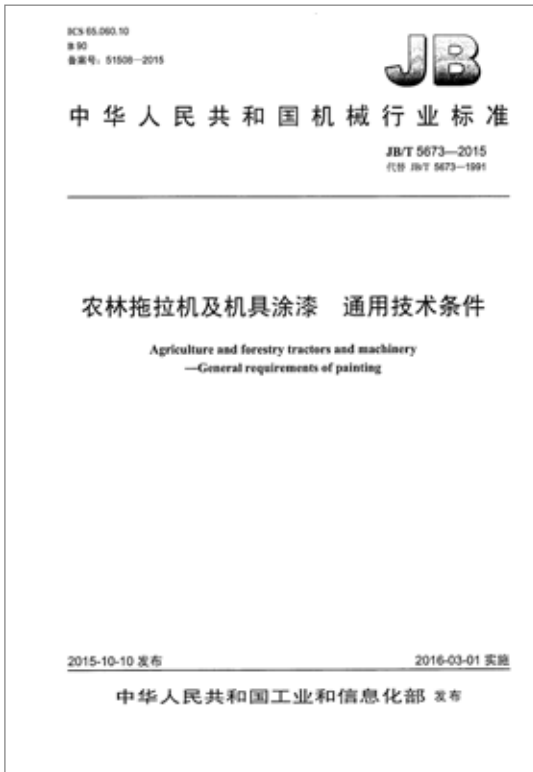 ICS 65.060.10
B 90
备案号：51508—2015
JB
中华人民共和国机械行业标准
JB/T 5673—2015
代替 JB/T 5673—1991
农林拖拉机及机具涂漆 通用技术条件
Agriculture and forestry tractors and machinery
—General requirements of painting
2015-10-10 发布
2016-03-01 实施
中华人民共和国工业和信息化部 发布